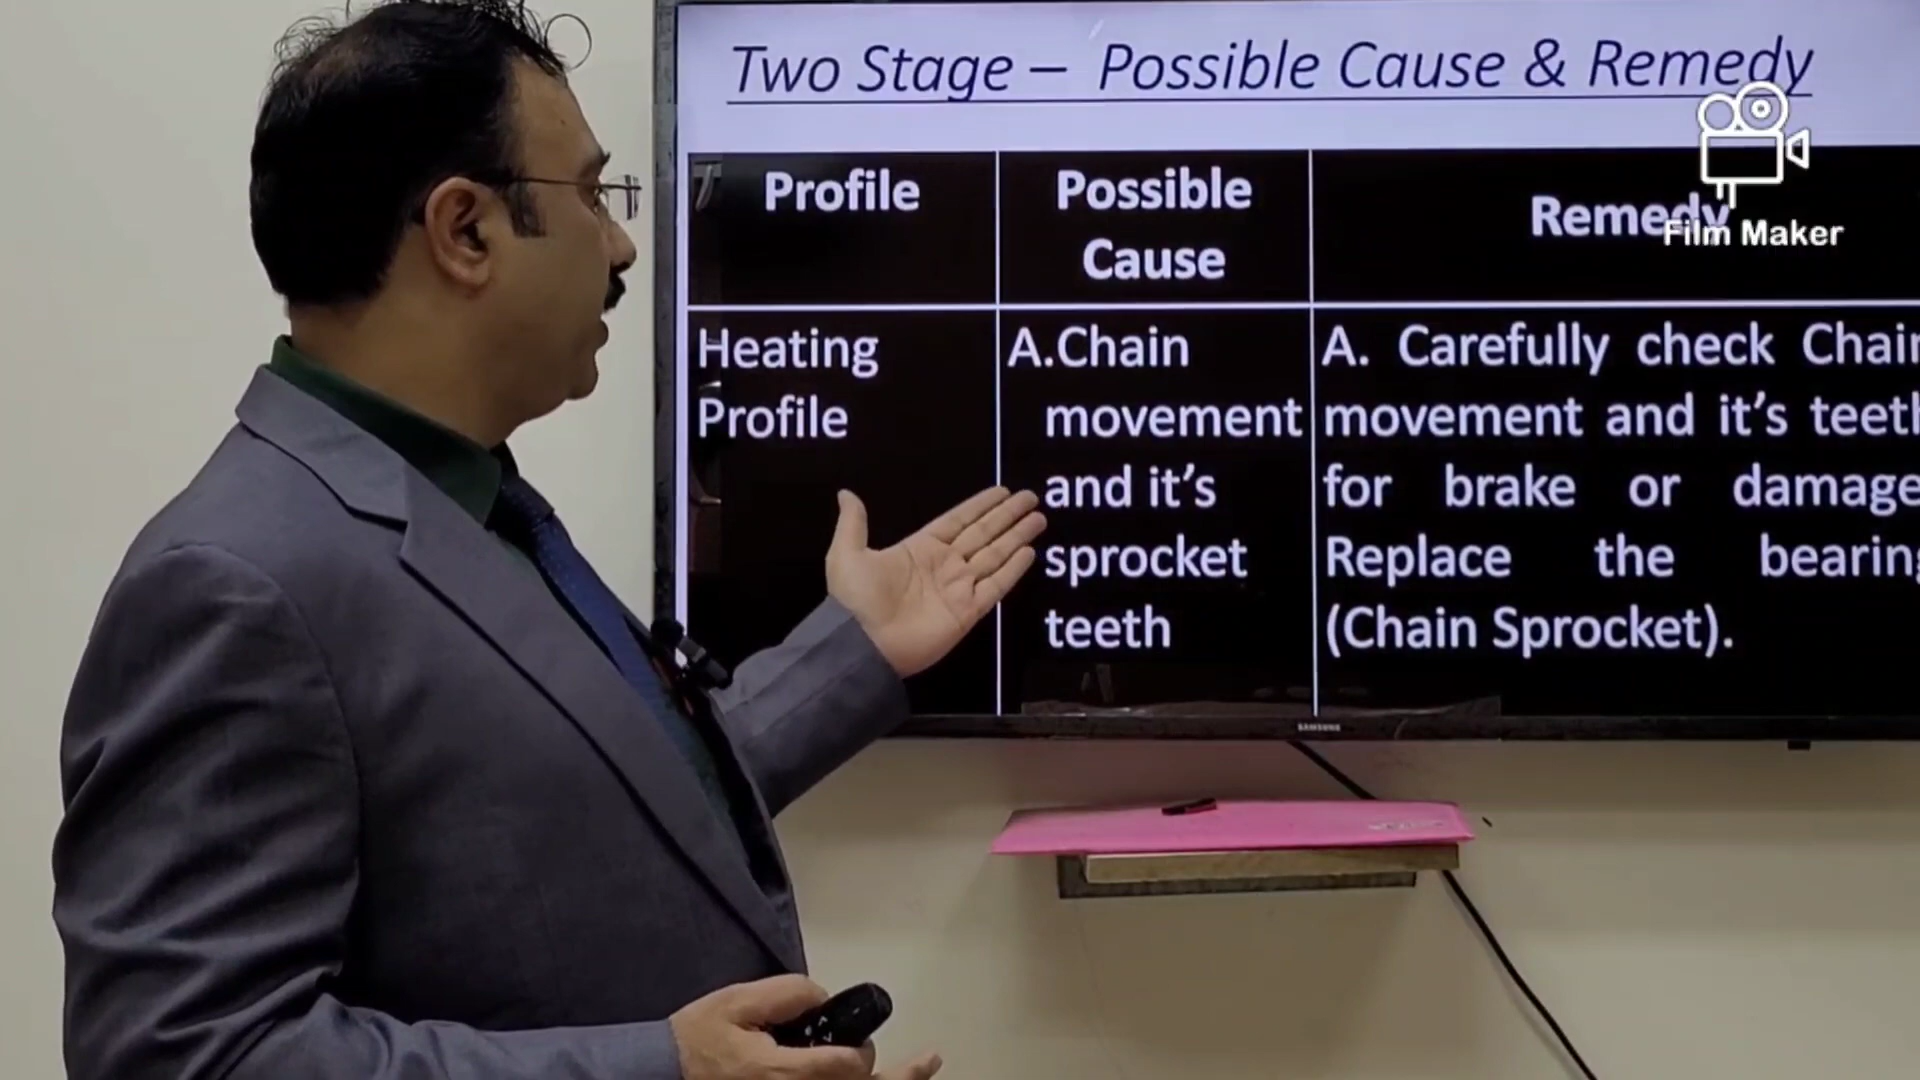 Two Stage – Possible Cause & Remedy
Profile
Possible
Cause
Remedy
Film Maker
Heating
Profile
A.Chain
movement
and it's
sprocket
teeth
A. Carefully check Chain
movement and it's teeth
for brake or damage
Replace the bearing
(Chain Sprocket).
SAMSUNG